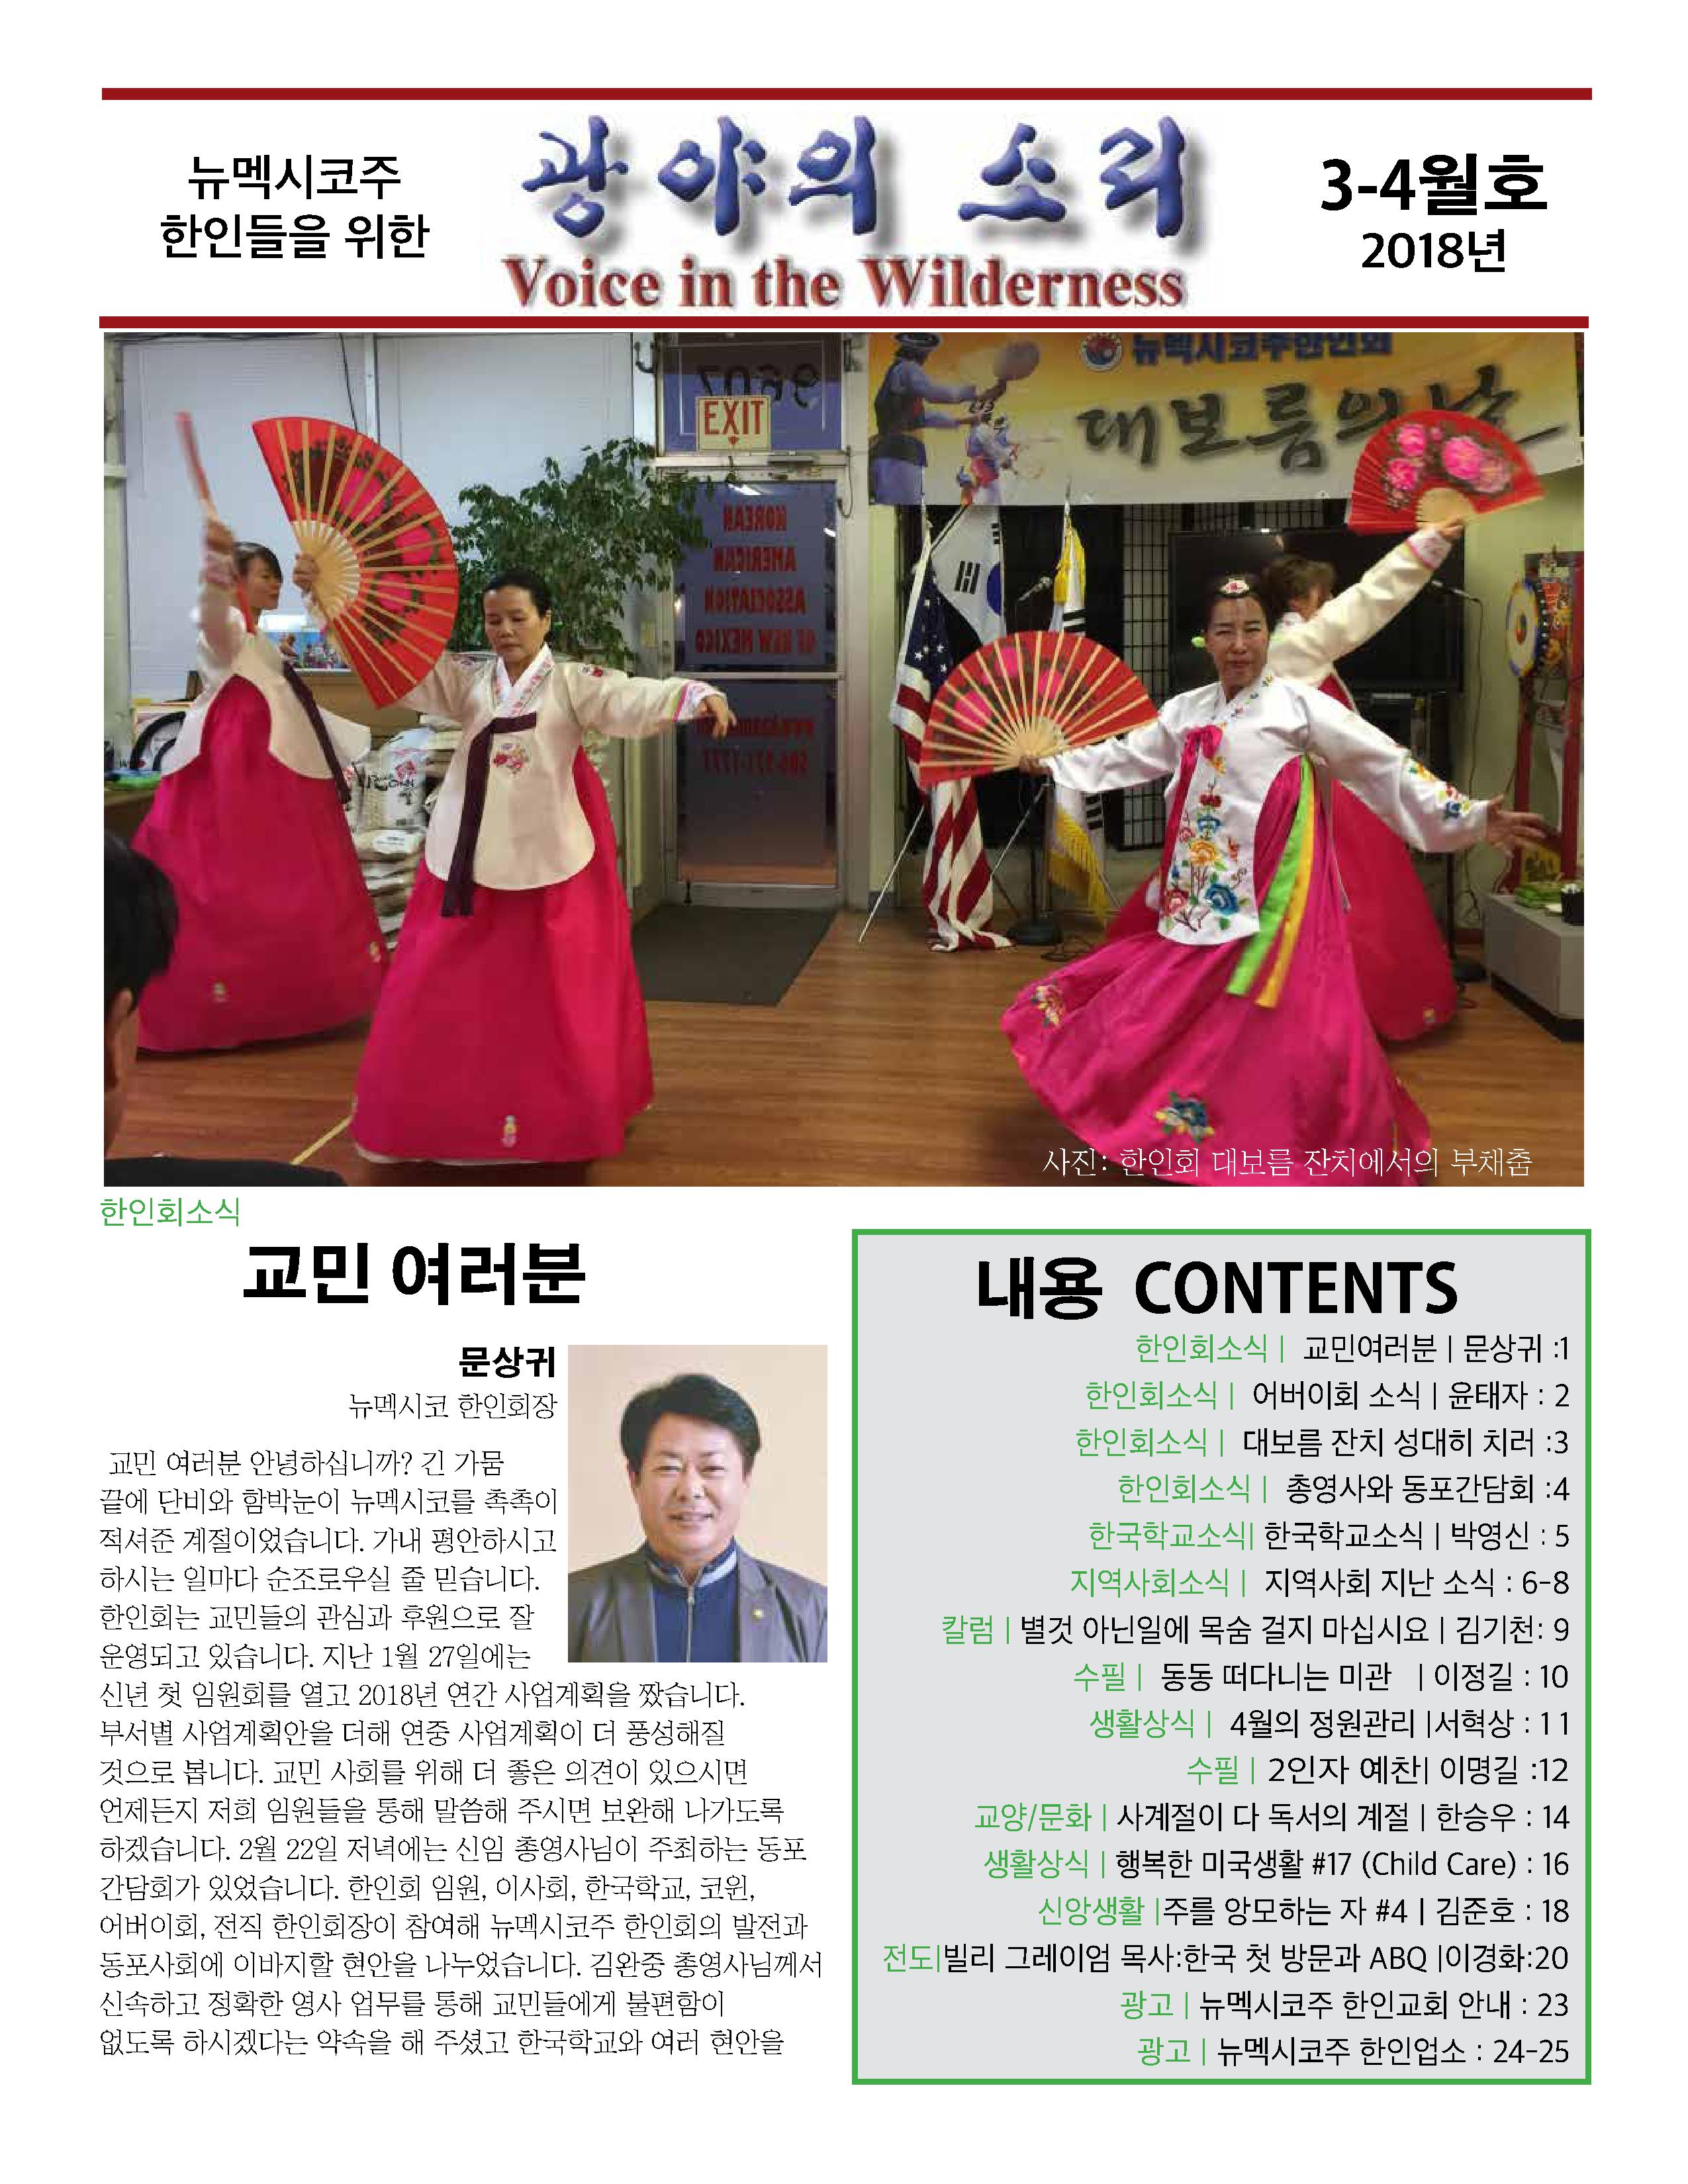 뉴멕시코주
한인들을 위한
광야의 소리
Voice in the Wilderness
3-4월호
2018년
뉴멕시코주한인회
대보름의 날
EXIT
KOREAN
AMERICAN
ASSOCIATION
OF NEW MEXICO
사진: 한인회 대보름 잔치에서의 부채춤
한인회소식
교민 여러분
문상귀
뉴멕시코 한인회장
교민 여러분 안녕하십니까? 긴 가뭄
끝에 단비와 함박눈이 뉴멕시코를 촉촉이
적셔준 계절이었습니다. 가내 평안하시고
하시는 일마다 순조로우실 줄 믿습니다.
한인회는 교민들의 관심과 후원으로 잘
운영되고 있습니다. 지난 1월 27일에는
신년 첫 임원회를 열고 2018년 연간 사업계획을 짰습니다.
부서별 사업계획안을 더해 연중 사업계획이 더 풍성해질
것으로 봅니다. 교민 사회를 위해 더 좋은 의견이 있으시면
언제든지 저희 임원들을 통해 말씀해 주시면 보완해 나가도록
하겠습니다. 2월 22일 저녁에는 신임 총영사님이 주최하는 동포
간담회가 있었습니다. 한인회 임원, 이사회, 한국학교, 코윈,
어버이회, 전직 한인회장이 참여해 뉴멕시코주 한인회의 발전과
동포사회에 이바지할 현안을 나누었습니다. 김완중 총영사님께서
신속하고 정확한 영사 업무를 통해 교민들에게 불편함이
없도록 하시겠다는 약속을 해 주셨고 한국학교와 여러 현안을
내용 CONTENTS
한인회소식 | 교민여러분 | 문상귀 :1
한인회소식 | 어버이회 소식 | 윤태자 : 2
한인회소식 | 대보름 잔치 성대히 치러 :3
한인회소식 | 총영사와 동포간담회 :4
한국학교소식| 한국학교소식 | 박영신 : 5
지역사회소식 | 지역사회 지난 소식 : 6-8
칼럼 | 별것 아닌일에 목숨 걸지 마십시요 | 김기천: 9
수필 | 동동 떠다니는 미관 | 이정길 : 10
생활상식 | 4월의 정원관리 |서혁상 : 11
수필 | 2인자 예찬| 이명길 :12
교양/문화 | 사계절이 다 독서의 계절 | 한승우 : 14
생활상식 | 행복한 미국생활 #17 (Child Care) : 16
신앙생활 |주를 앙모하는 자 #4 | 김준호 : 18
전도|빌리 그레이엄 목사:한국 첫 방문과 ABQ |이경화:20
광고 | 뉴멕시코주 한인교회 안내 : 23
광고 | 뉴멕시코주 한인업소 : 24-25